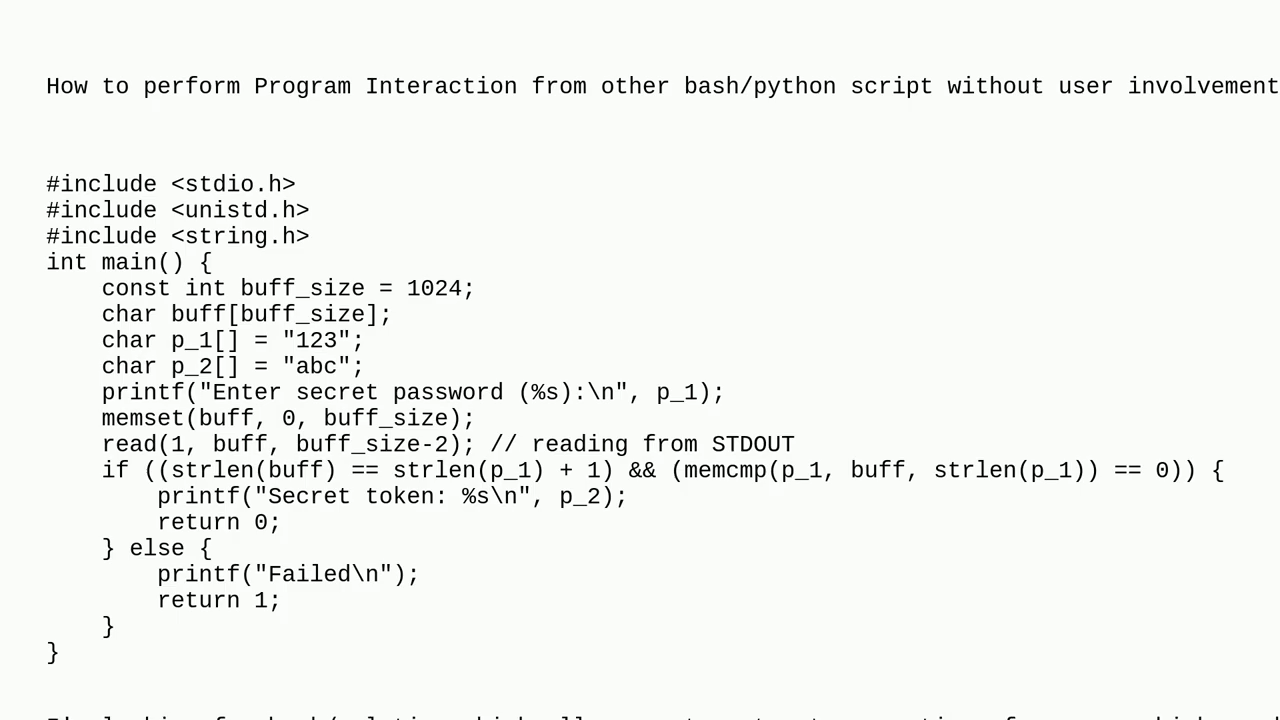 How to perform Program Interaction from other bash/python script without user involvement
#include <stdio.h>
#include <unistd.h>
#include <string.h>
int main() {
    const int buff_size = 1024;
    char buff[buff_size];
    char p_1[] = "123";
    char p_2[] = "abc";
    printf("Enter secret password (%s):\n", p_1);
    memset(buff, 0, buff_size);
    read(1, buff, buff_size-2); // reading from STDOUT
    if ((strlen(buff) == strlen(p_1) + 1) && (memcmp(p_1, buff, strlen(p_1)) == 0)) {
        printf("Secret token: %s\n", p_2);
        return 0;
    } else {
        printf("Failed\n");
        return 1;
    }
}